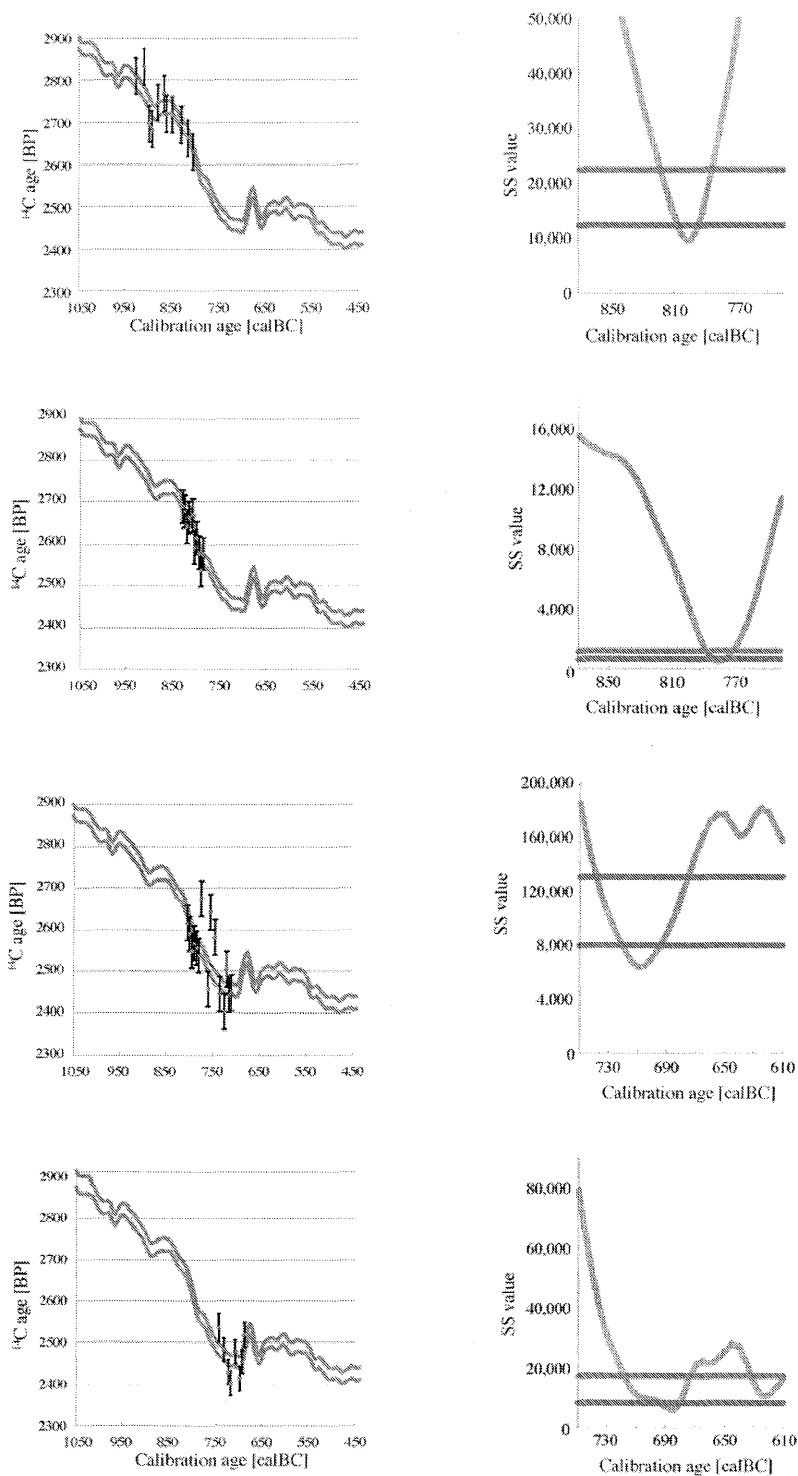 2900
2800
2700
2600
2500
2400
2300
¹⁴C age [BP]
1050 950 850 750 650 550 450
Calibration age [calBC]
50,000
40,000
30,000
20,000
10,000
0
SS value
850 810 770
Calibration age [calBC]
2900
2800
2700
2600
2500
2400
2300
¹⁴C age [BP]
1050 950 850 750 650 550 450
Calibration age [calBC]
16,000
12,000
8,000
4,000
0
SS value
850 810 770
Calibration age [calBC]
2900
2800
2700
2600
2500
2400
2300
¹⁴C age [BP]
1050 950 850 750 650 550 450
Calibration age [calBC]
200,000
160,000
120,000
8,000
4,000
0
SS value
730 690 650 610
Calibration age [calBC]
2900
2800
2700
2600
2500
2400
2300
¹⁴C age [BP]
1050 950 850 750 650 550 450
Calibration age [calBC]
80,000
60,000
40,000
20,000
0
SS value
730 690 650 610
Calibration age [calBC]